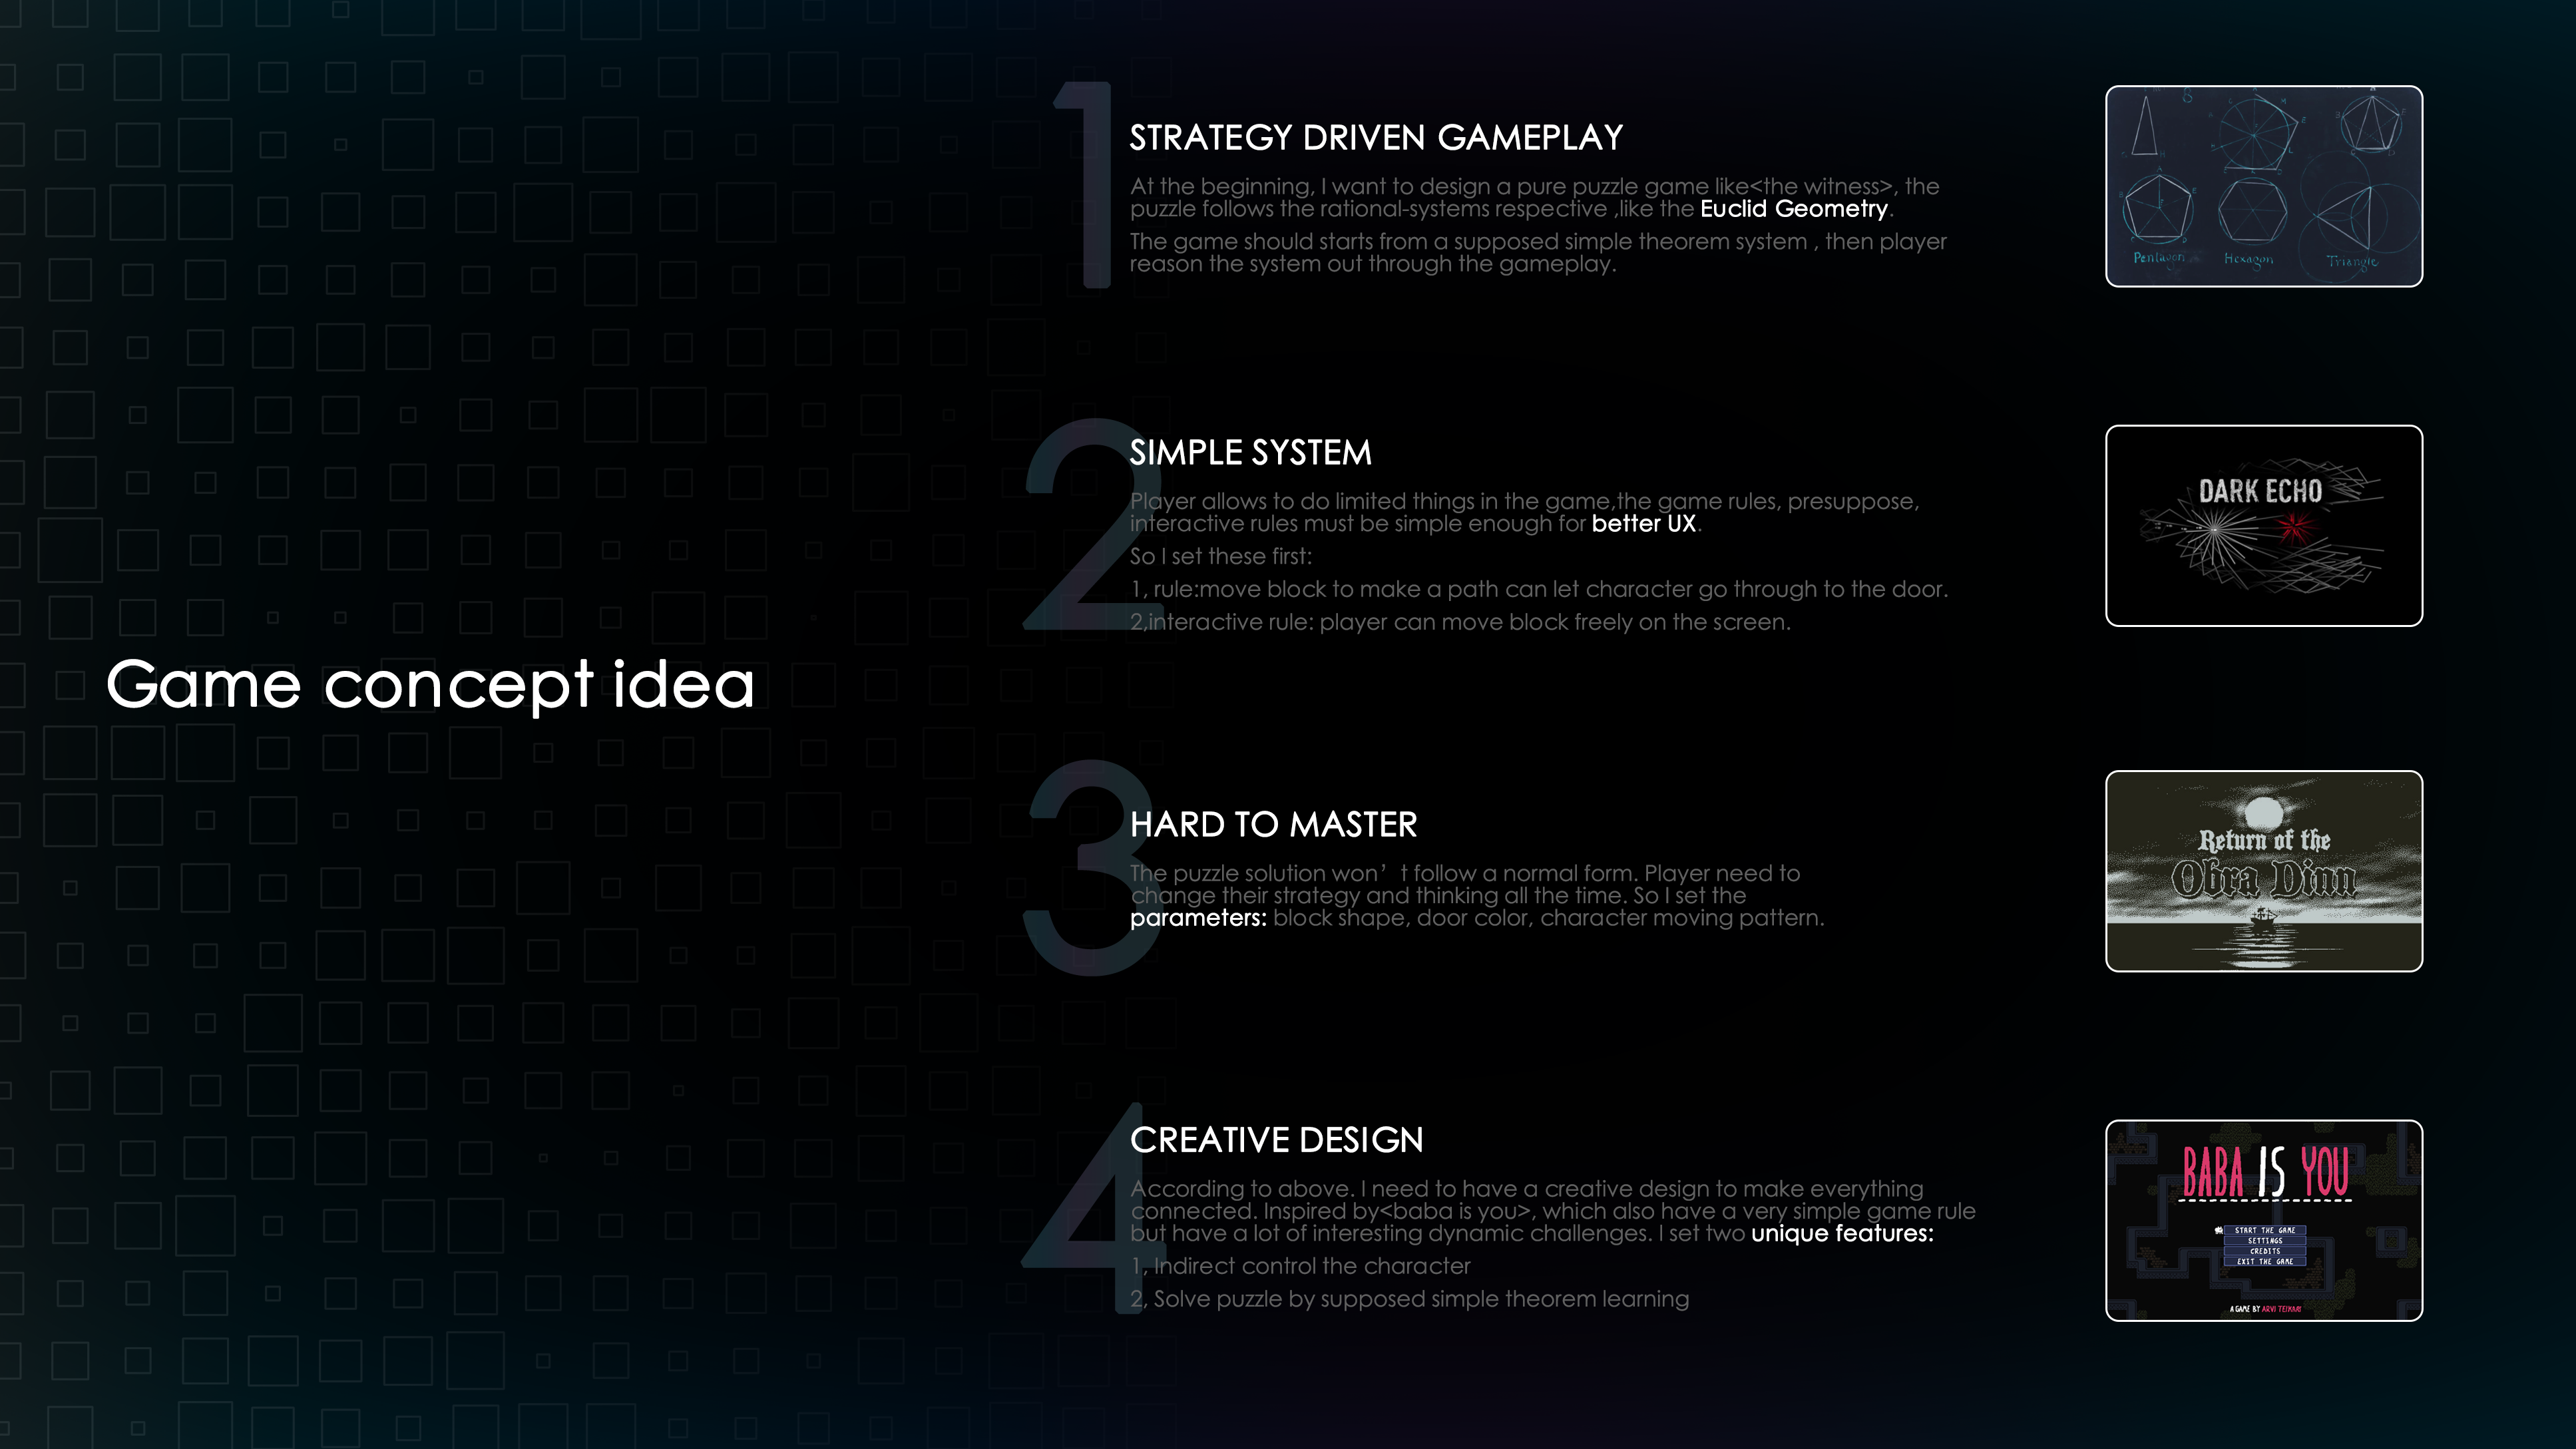 Game concept idea
1
STRATEGY DRIVEN GAMEPLAY
At the beginning, I want to design a pure puzzle game like<the witness>, the
puzzle follows the rational-systems respective ,like the Euclid Geometry.
The game should starts from a supposed simple theorem system , then player
reason the system out through the gameplay.
Pentagon
Hexagon
Triangle
2
SIMPLE SYSTEM
Player allows to do limited things in the game,the game rules, presuppose,
interactive rules must be simple enough for better UX.
So I set these first:
1, rule:move block to make a path can let character go through to the door.
2,interactive rule: player can move block freely on the screen.
DARK ECHO
3
HARD TO MASTER
The puzzle solution won’t follow a normal form. Player need to
change their strategy and thinking all the time. So I set the
parameters: block shape, door color, character moving pattern.
Return of the
Obra Dinn
4
CREATIVE DESIGN
According to above. I need to have a creative design to make everything
connected. Inspired by<baba is you>, which also have a very simple game rule
but have a lot of interesting dynamic challenges. I set two unique features:
1, Indirect control the character
2, Solve puzzle by supposed simple theorem learning
BABA IS YOU
START THE GAME
SETTINGS
CREDITS
EXIT THE GAME
A GAME BY ARVI TEIKARI